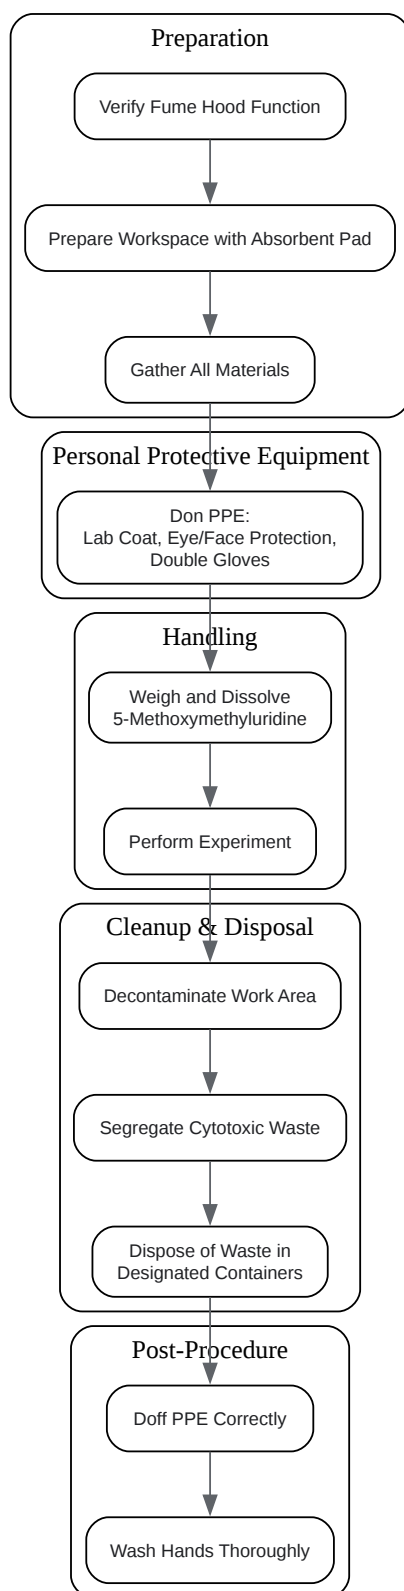 Preparation
Verify Fume Hood Function
Prepare Workspace with Absorbent Pad
Gather All Materials
Personal Protective Equipment
Don PPE:
Lab Coat, Eye/Face Protection,
Double Gloves
Handling
Weigh and Dissolve
5-Methoxymethyluridine
Perform Experiment
Cleanup & Disposal
Decontaminate Work Area
Segregate Cytotoxic Waste
Dispose of Waste in
Designated Containers
Post-Procedure
Doff PPE Correctly
Wash Hands Thoroughly